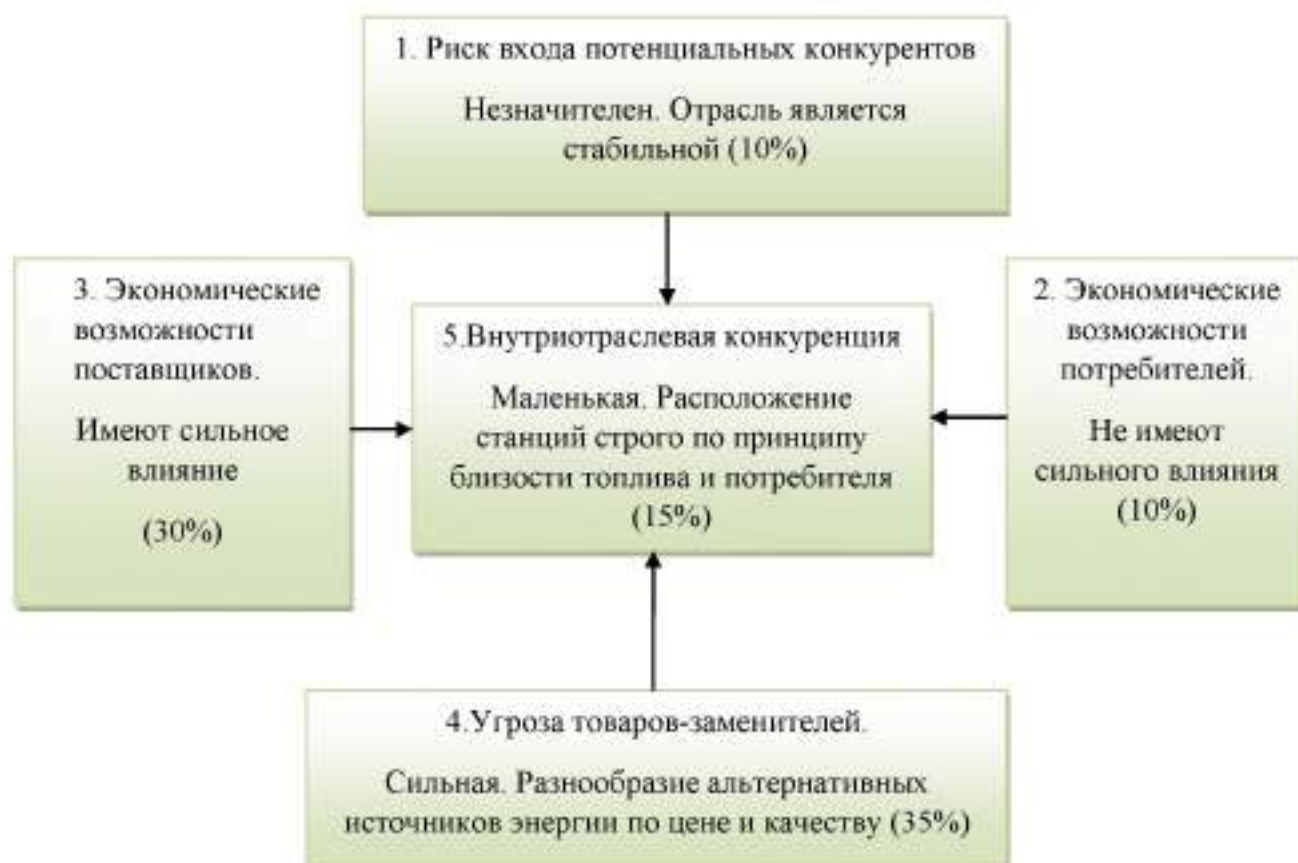 1. Риск входа потенциальных конкурентов
Незначителен. Отрасль является
стабильной (10%)
3. Экономические
возможности
поставщиков.
Имеют сильное
влияние
(30%)
5.Внутриотраслевая конкуренция
Маленькая. Расположение
станций строго по принципу
близости топлива и потребителя
(15%)
2. Экономические
возможности
потребителей.
Не имеют
сильного влияния
(10%)
4.Угроза товаров-заменителей.
Сильная. Разнообразие альтернативных
источников энергии по цене и качеству (35%)